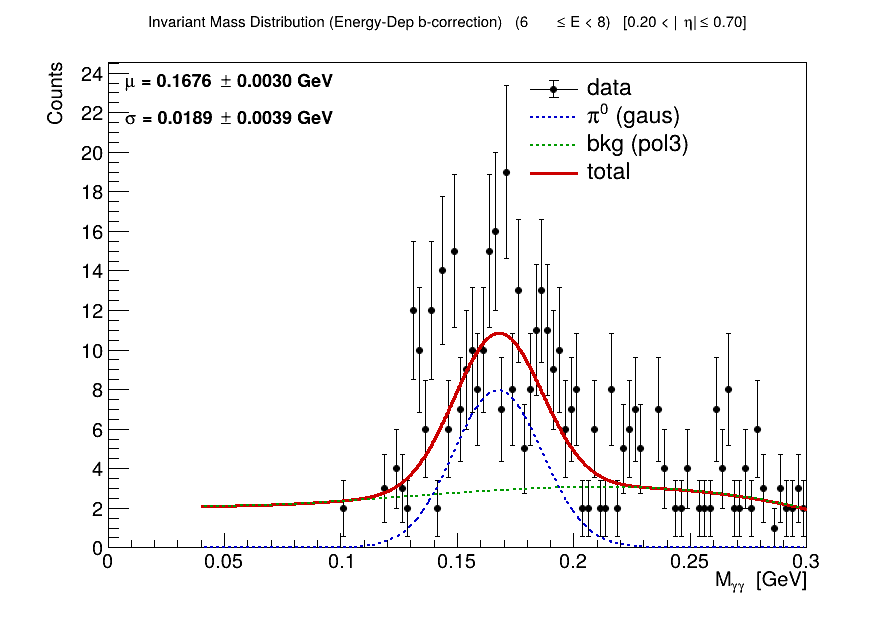 Invariant Mass Distribution (Energy-Dep b-correction) (6 ≤ E < 8) [0.20 < | η| ≤ 0.70]
Counts
μ = 0.1676 ± 0.0030 GeV
σ = 0.0189 ± 0.0039 GeV
data
π⁰ (gaus)
bkg (pol3)
total
24
22
20
18
16
14
12
10
8
6
4
2
0
0 0.05 0.1 0.15 0.2 0.25 0.3
Mγγ [GeV]